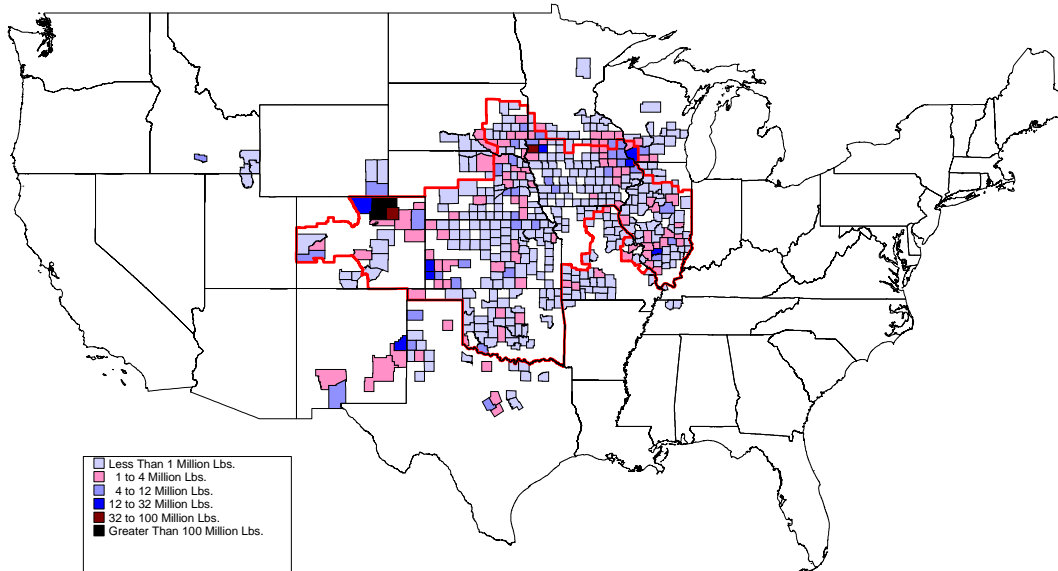 Less Than 1 Million Lbs.
1 to 4 Million Lbs.
4 to 12 Million Lbs.
12 to 32 Million Lbs.
32 to 100 Million Lbs.
Greater Than 100 Million Lbs.